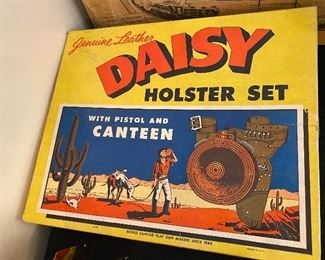 Genuine Leather
DAISY
HOLSTER SET
WITH PISTOL AND
CANTEEN
WORLD FAMOUS PLAY GUN MAKERS SINCE 1888